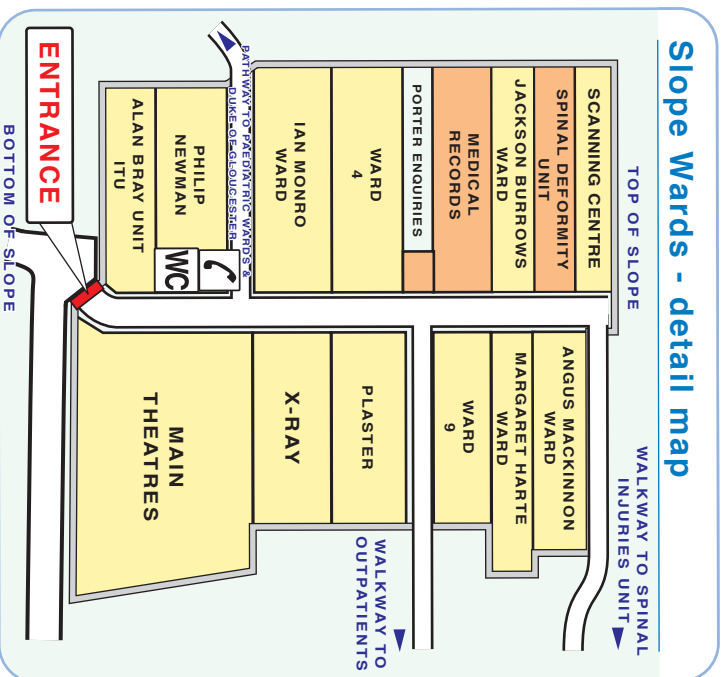 Slope Wards - detail map
TOP OF SLOPE
SCANNING CENTRE
SPINAL DEFORMITY
UNIT
JACKSON BURROWS
WARD
MEDICAL
RECORDS
PORTER ENQUIRIES
WARD
4
IAN MONRO
WARD
PATHWAY TO PAEDIATRIC WARDS &
DUKE OF GLOUCESTER
PHILIP
NEWMAN
WC
ALAN BRAY UNIT
ITU
ENTRANCE
BOTTOM OF SLOPE
WALKWAY TO SPINAL
INJURIES UNIT
ANGUS MACKINNON
WARD
MARGARET HARTE
WARD
WARD
9
WALKWAY TO
OUTPATIENTS
PLASTER
X-RAY
MAIN
THEATRES